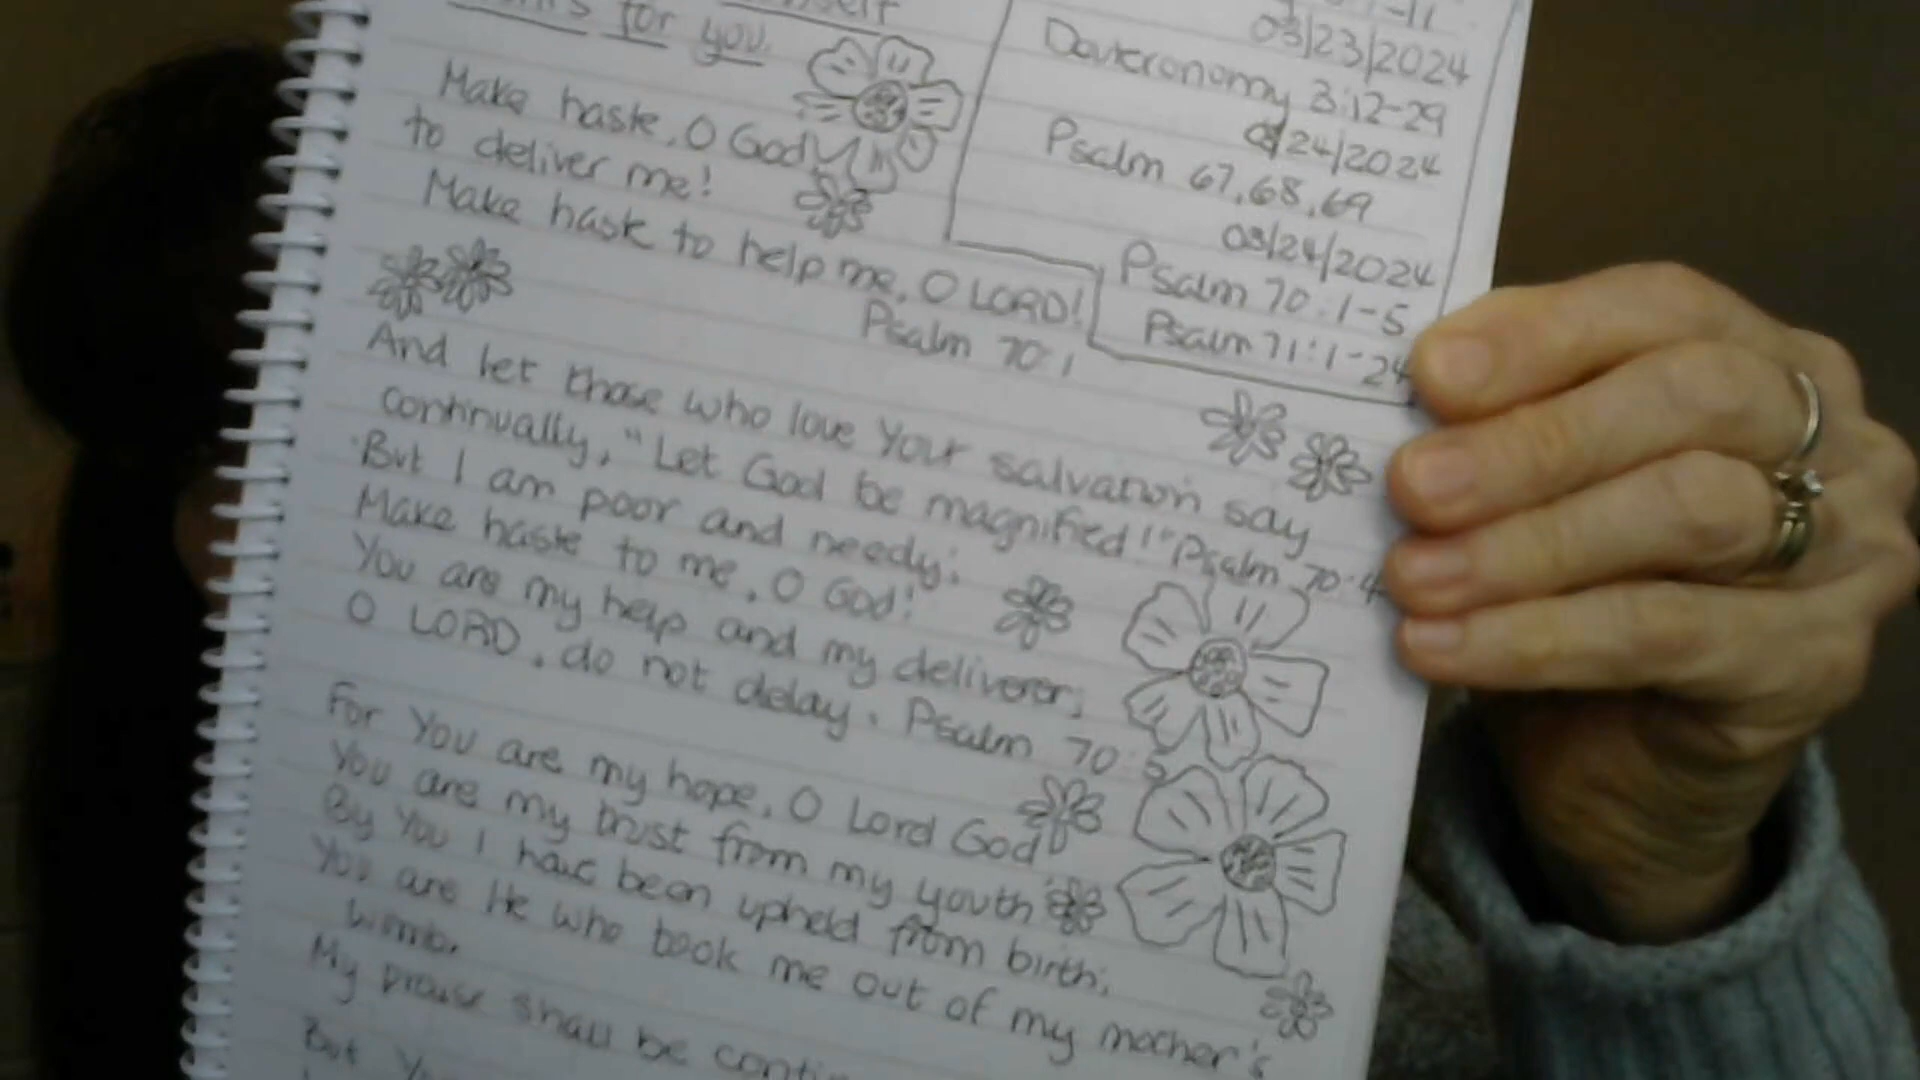 for you.
Make haste, O God
to deliver me!
Make haste to help me, O LORD!
Psalm 70:1
And let those who love Your salvation say
continually, "Let God be magnified!" Psalm 70:4
But I am poor and needy;
Make haste to me, O God!
You are my help and my deliverer;
O LORD, do not delay. Psalm 70:5
For You are my hope, O Lord God
You are my trust from my youth
By You I have been upheld from birth;
You are He who took me out of my mother's
womb.
My praise shall be
But
-11
03/23/2024
Deuteronomy 3:12-29
24/2024
Psalm 67,68,69
03/24/2024
Psalm 70:1-5
Psalm 71:1-24